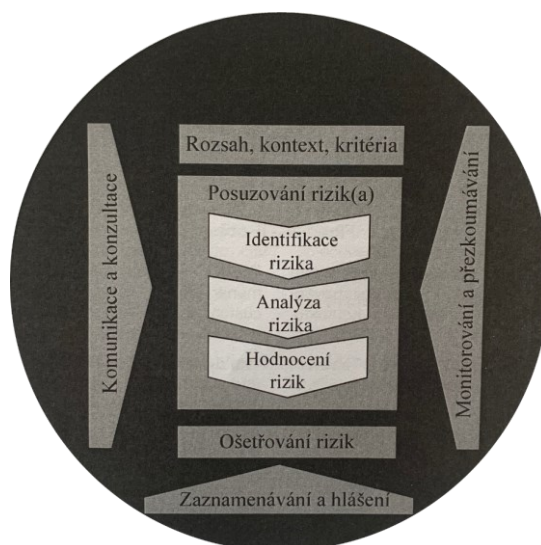 Rozsah, kontext, kritéria
Posuzování rizik(a)
Identifikace
rizika
Analýza
rizika
Hodnocení
rizik
Ošetřování rizik
Zaznamenávání a hlášení
Komunikace a konzultace
Monitorování a přezkoumávání